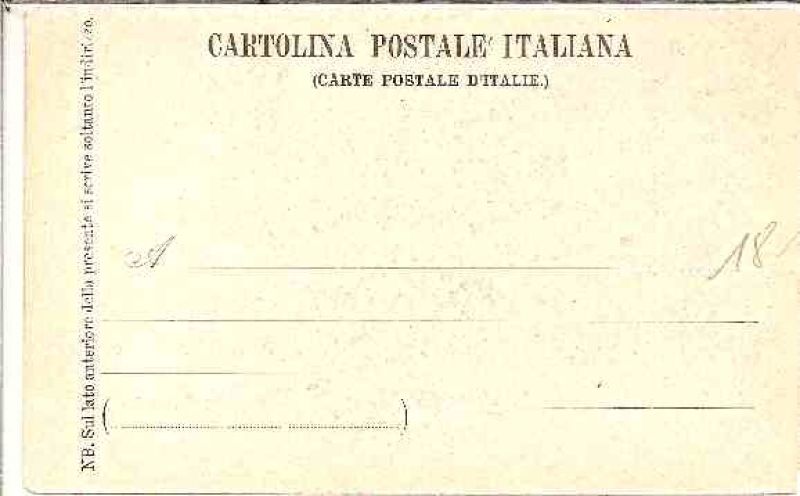 CARTOLINA POSTALE ITALIANA
(CARTE POSTALE D'ITALIE.)
NB. Sul lato anteriore della presente si scrive soltanto l'indirizzo.
A
18